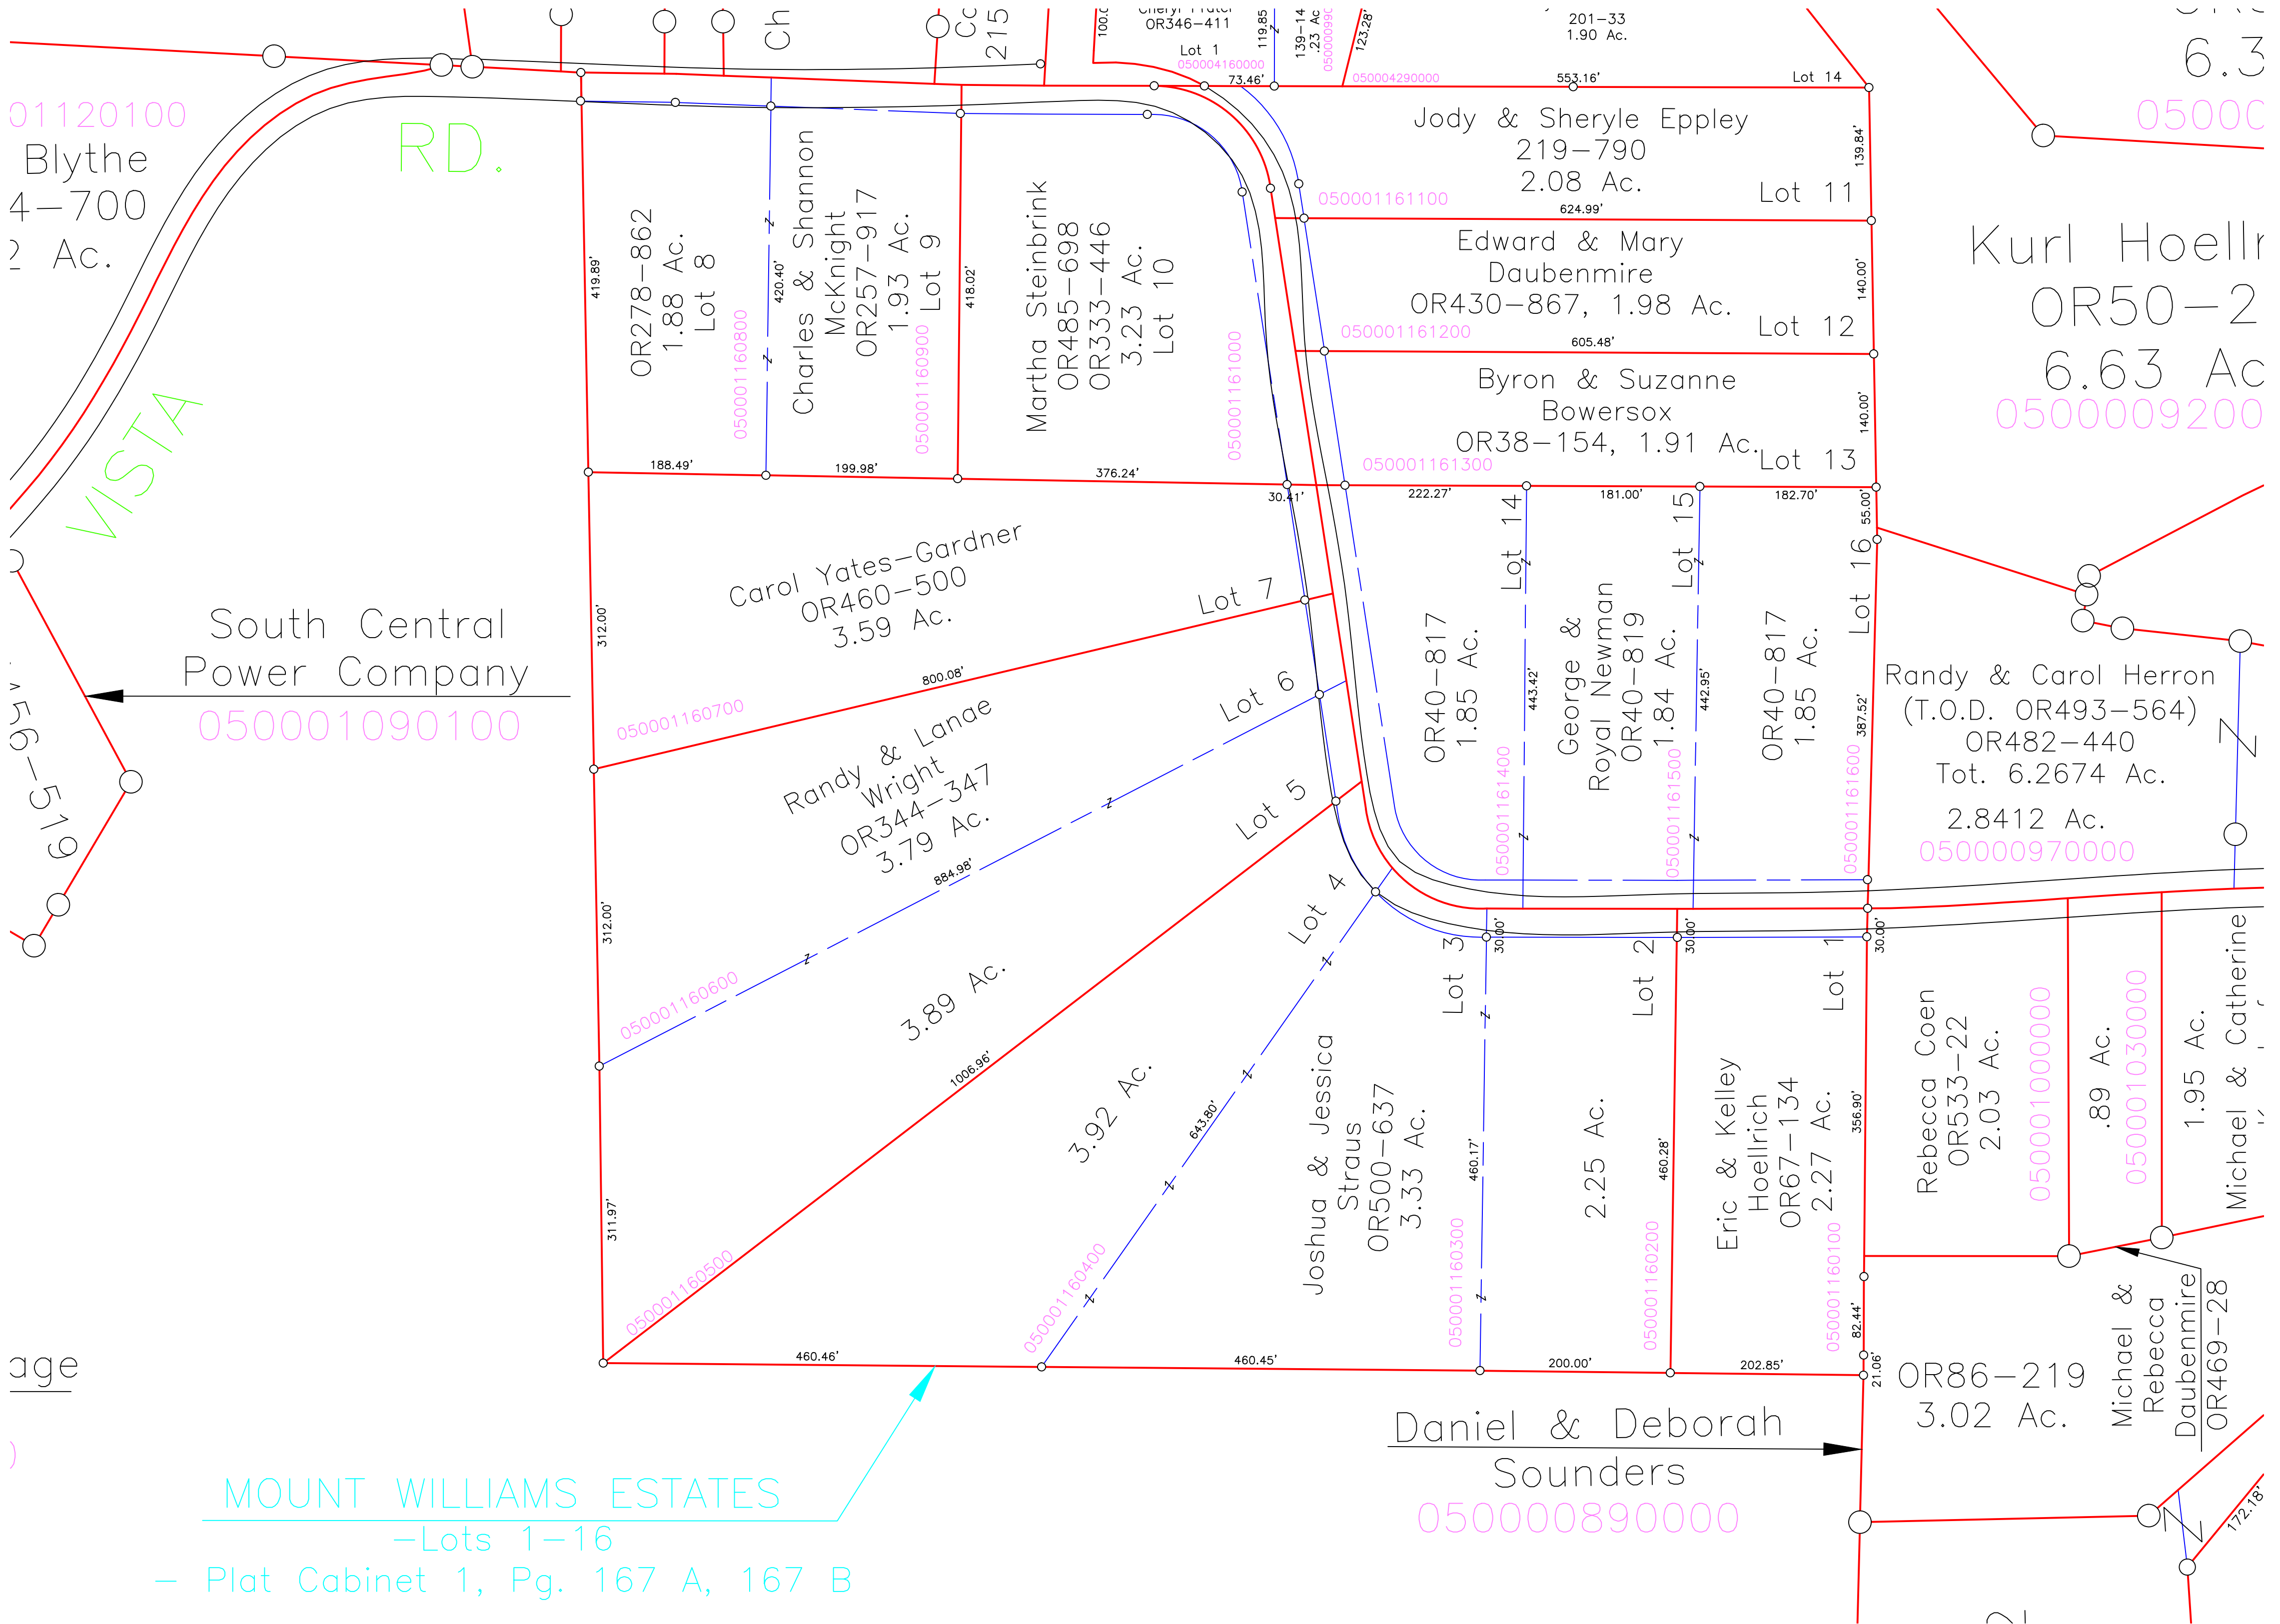 OR346-411
Lot 1
050004160000
73.46'
119.85
139-14
.23 Ac
123.28'
201-33
1.90 Ac.
050004290000
553.16'
Lot 14
215
6.3
01120100
Blythe
4-700
2 Ac.
RD.
VISTA
OR278-862
1.88 Ac.
Lot 8
050001160800
419.89'
420.40'
Charles & Shannon
McKnight
OR257-917
1.93 Ac.
Lot 9
050001160900
418.02'
Martha Steinbrink
OR485-698
OR333-446
3.23 Ac.
Lot 10
050001161000
188.49'
199.98'
376.24'
30.41'
Jody & Sheryle Eppley
219-790
2.08 Ac.
Lot 11
050001161100
139.84'
624.99'
Edward & Mary
Daubenmire
OR430-867, 1.98 Ac.
Lot 12
050001161200
140.00'
605.48'
Byron & Suzanne
Bowersox
OR38-154, 1.91 Ac.
Lot 13
050001161300
140.00'
222.27'
181.00'
182.70'
55.00'
OR50-2
6.63 Ac
0500009200
South Central
Power Company
050001090100
456-519
Carol Yates-Gardner
OR460-500
3.59 Ac.
Lot 7
312.00'
800.08'
050001160700
Randy & Lanae
Wright
OR344-347
3.79 Ac.
Lot 6
884.98'
312.00'
050001160600
Lot 5
3.89 Ac.
1006.96'
311.97'
050001160500
Lot 4
3.92 Ac.
643.80'
050001160400
Lot 14
OR40-817
1.85 Ac.
443.42'
050001161400
George &
Royal Newman
OR40-819
1.84 Ac.
Lot 15
442.95'
050001161500
OR40-817
1.85 Ac.
Lot 16
387.52'
050001161600
Randy & Carol Herron
(T.O.D. OR493-564)
OR482-440
Tot. 6.2674 Ac.
2.8412 Ac.
050000970000
Joshua & Jessica
Straus
OR500-637
3.33 Ac.
Lot 3
30.00'
460.17'
050001160300
2.25 Ac.
Lot 2
30.00'
460.28'
050001160200
Eric & Kelley
Hoellrich
OR67-134
2.27 Ac.
Lot 1
30.00'
356.90'
050001160100
82.44'
21.06'
Rebecca Coen
OR533-22
2.03 Ac.
050001000000
.89 Ac.
050001030000
1.95 Ac.
Michael & Catherine
460.46'
460.45'
200.00'
202.85'
OR86-219
3.02 Ac.
Michael &
Rebecca
Daubenmire
OR469-28
172.18'
Daniel & Deborah
Sounders
050000890000
age
MOUNT WILLIAMS ESTATES
-Lots 1-16
- Plat Cabinet 1, Pg. 167 A, 167 B